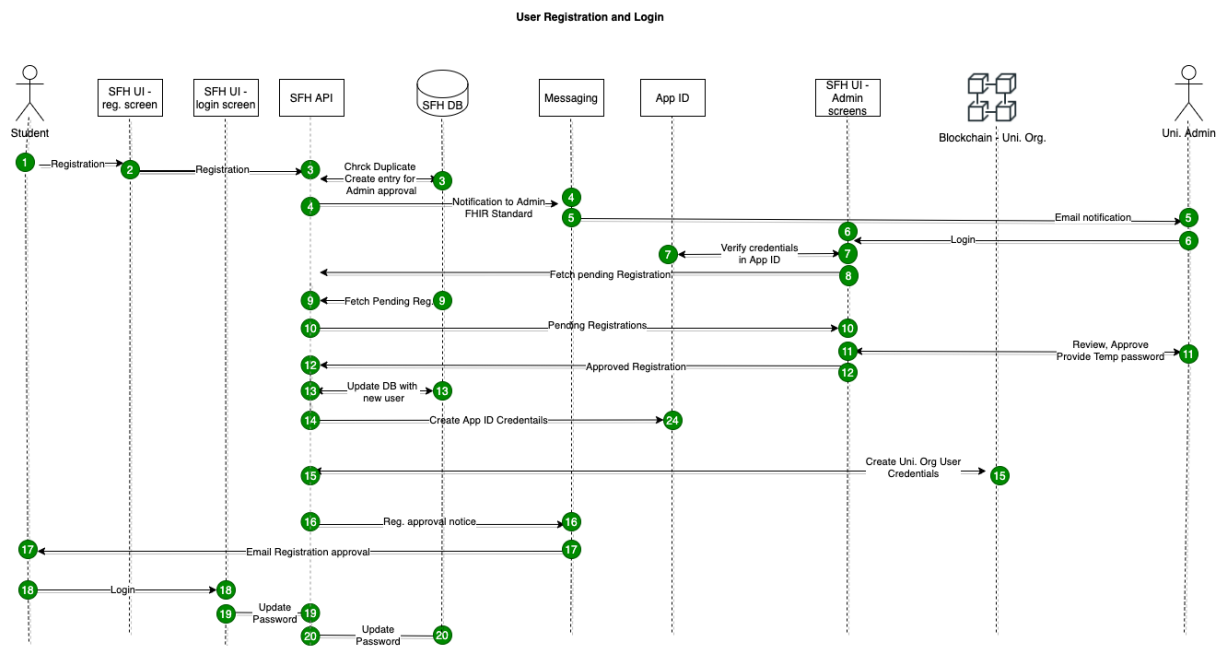 User Registration and Login
SFH UI -
reg. screen
SFH UI -
login screen
SFH API
SFH DB
Messaging
App ID
SFH UI -
Admin
screens
Student
Blockchain - Uni. Org.
Uni. Admin
1
Registration
2
Registration
3
Chrck Duplicate
Create entry for
Admin approval
3
4
Notification to Admin
FHIR Standard
4
5
Email notification
5
6
Login
6
7
Verify credentials
in App ID
7
Fetch pending Registration
8
9
Fetch Pending Reg.
9
10
Pending Registrations
10
11
Review, Approve
Provide Temp password
11
12
Approved Registration
12
13
Update DB with
new user
13
14
Create App ID Credentails
24
15
Create Uni. Org User
Credentials
15
16
Reg. approval notice
16
17
Email Registration approval
17
18
Login
18
19
Update
Password
19
20
Update
Password
20